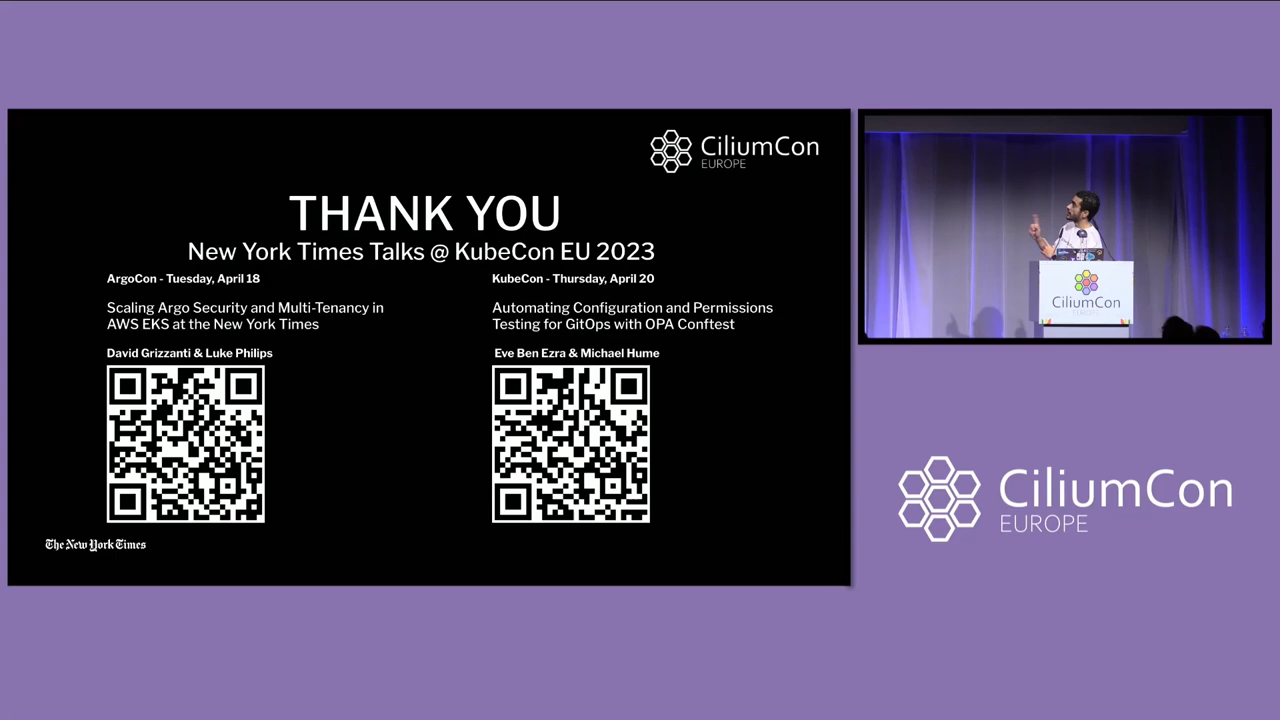 CiliumCon
EUROPE
THANK YOU
New York Times Talks @ KubeCon EU 2023
ArgoCon - Tuesday, April 18
Scaling Argo Security and Multi-Tenancy in
AWS EKS at the New York Times
David Grizzanti & Luke Philips
KubeCon - Thursday, April 20
Automating Configuration and Permissions
Testing for GitOps with OPA Conftest
Eve Ben Ezra & Michael Hume
The New York Times
CiliumCon
EUROPE
CiliumCon
EUROPE